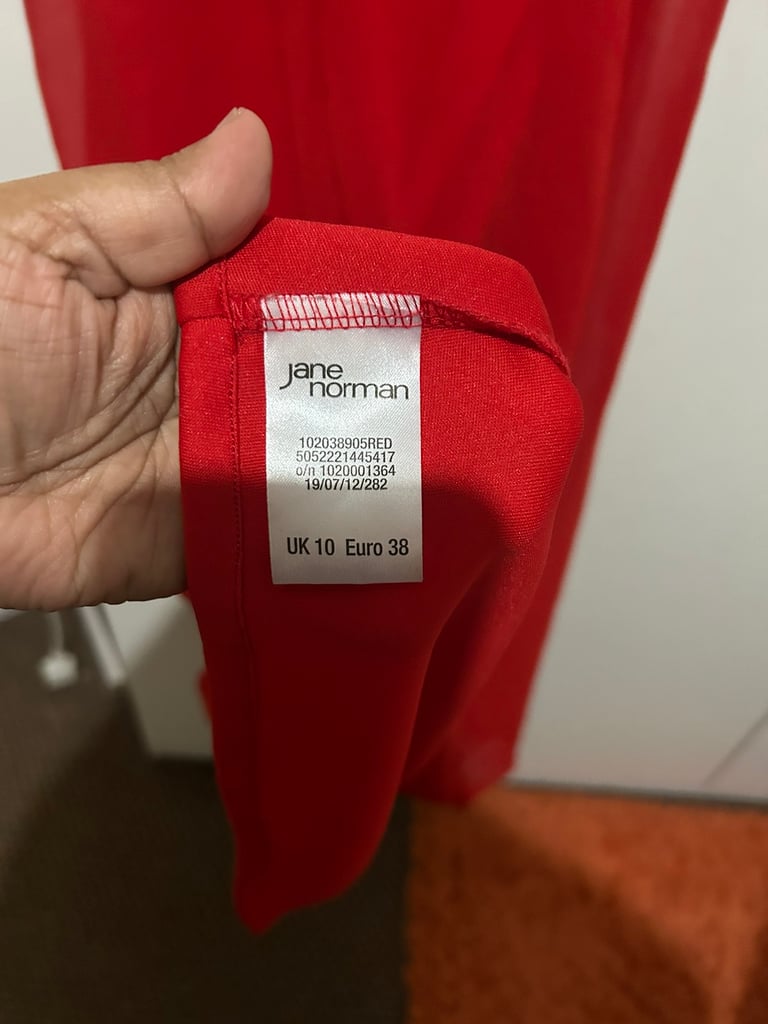 jane
norman
102038905RED
5052221445417
o/n 1020001364
19/07/12/282
UK 10 Euro 38